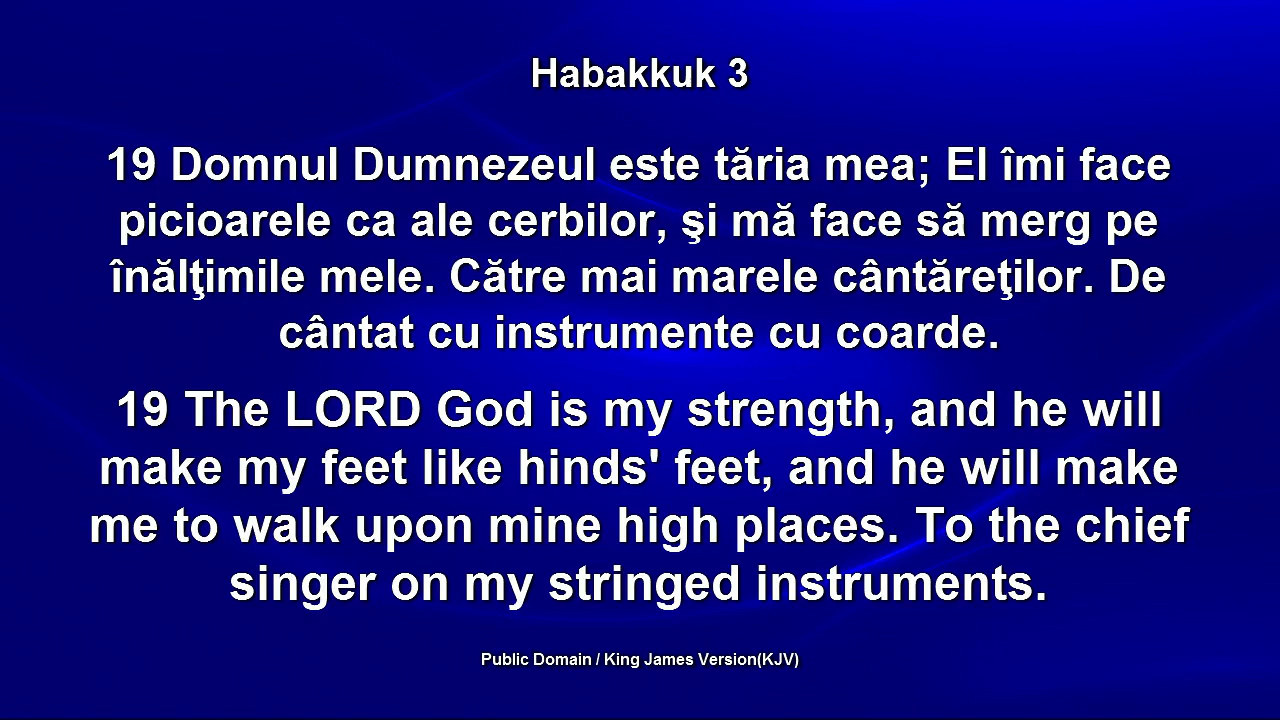 Habakkuk 3
19 Domnul Dumnezeul este tăria mea; El îmi face
picioarele ca ale cerbilor, şi mă face să merg pe
înălţimile mele. Către mai marele cântăreţilor. De
cântat cu instrumente cu coarde.
19 The LORD God is my strength, and he will
make my feet like hinds' feet, and he will make
me to walk upon mine high places. To the chief
singer on my stringed instruments.
Public Domain / King James Version(KJV)